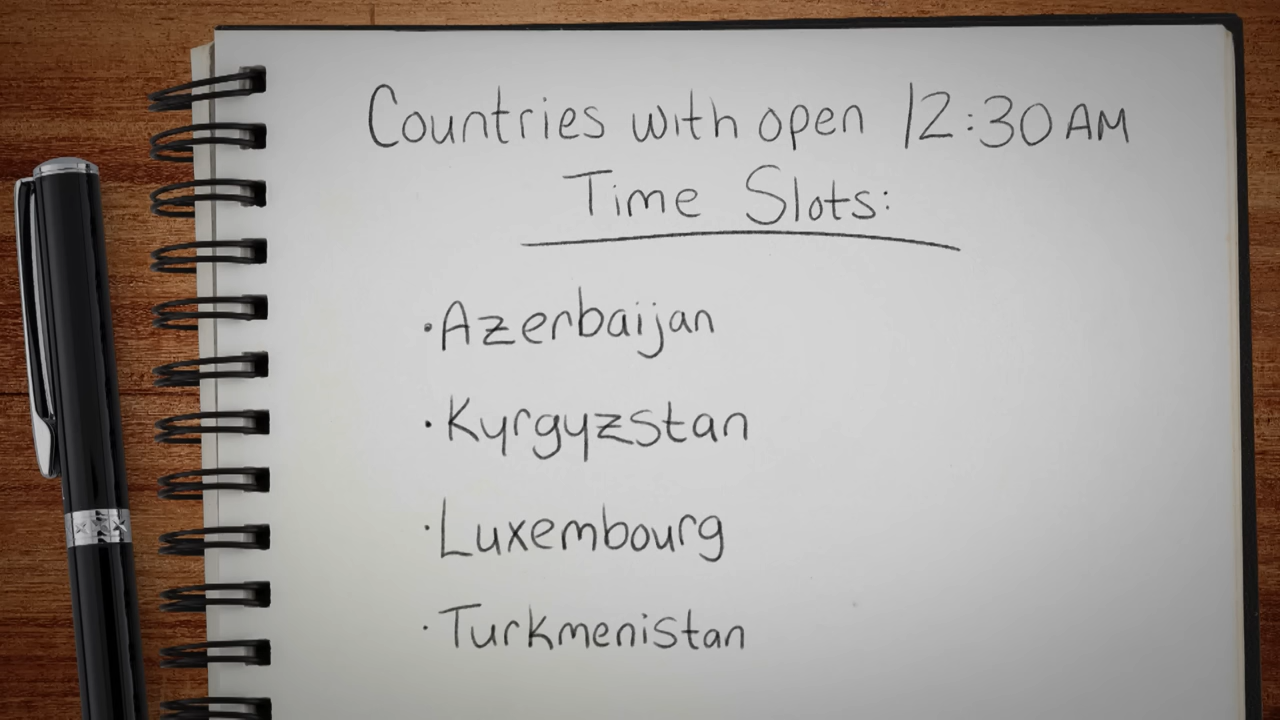 Countries with open 12:30 AM
Time Slots:
· Azerbaijan
· Kyrgyzstan
· Luxembourg
· Turkmenistan